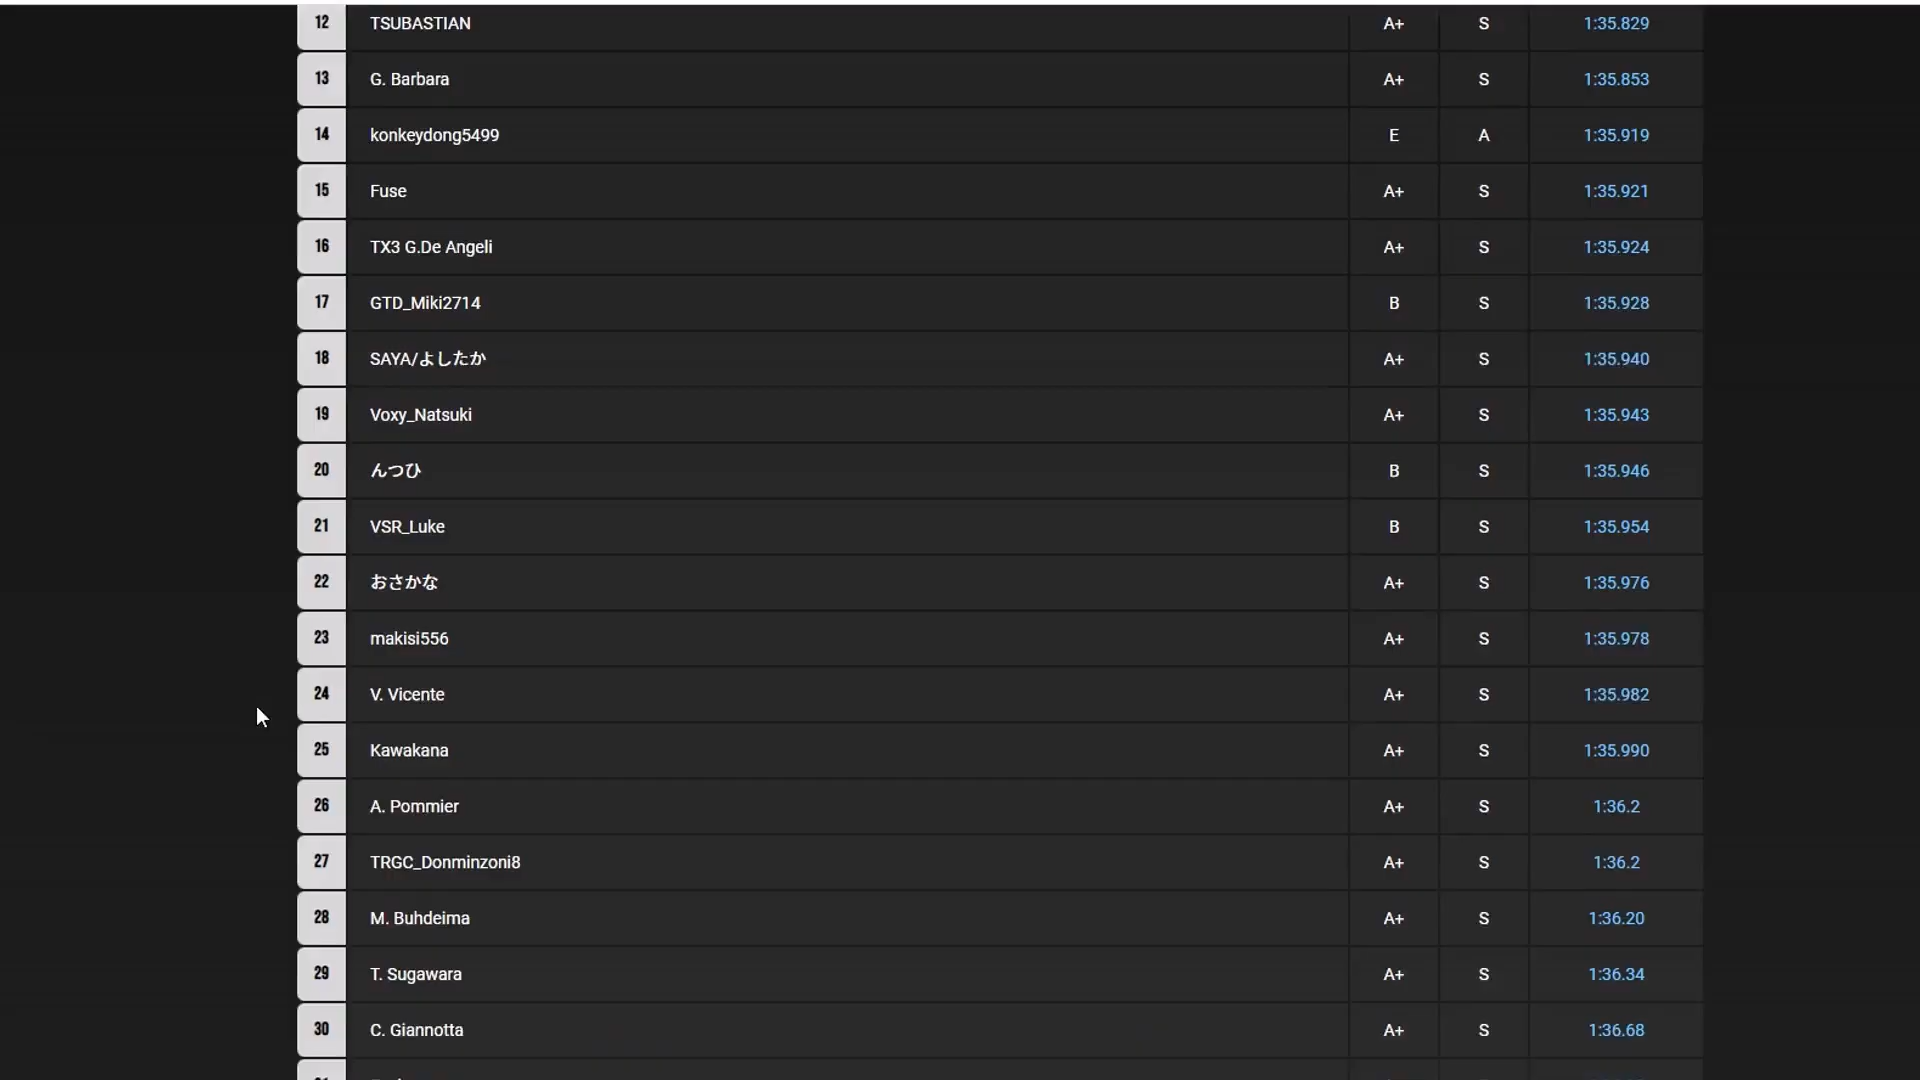 12 TSUBASTIAN A+ S 1:35.829
13 G. Barbara A+ S 1:35.853
14 konkeydong5499 E A 1:35.919
15 Fuse A+ S 1:35.921
16 TX3 G.De Angeli A+ S 1:35.924
17 GTD_Miki2714 B S 1:35.928
18 SAYA/よしたか A+ S 1:35.940
19 Voxy_Natsuki A+ S 1:35.943
20 んつひ B S 1:35.946
21 VSR_Luke B S 1:35.954
22 おさかな A+ S 1:35.976
23 makisi556 A+ S 1:35.978
24 V. Vicente A+ S 1:35.982
25 Kawakana A+ S 1:35.990
26 A. Pommier A+ S 1:36.2
27 TRGC_Donminzoni8 A+ S 1:36.2
28 M. Buhdeima A+ S 1:36.20
29 T. Sugawara A+ S 1:36.34
30 C. Giannotta A+ S 1:36.68